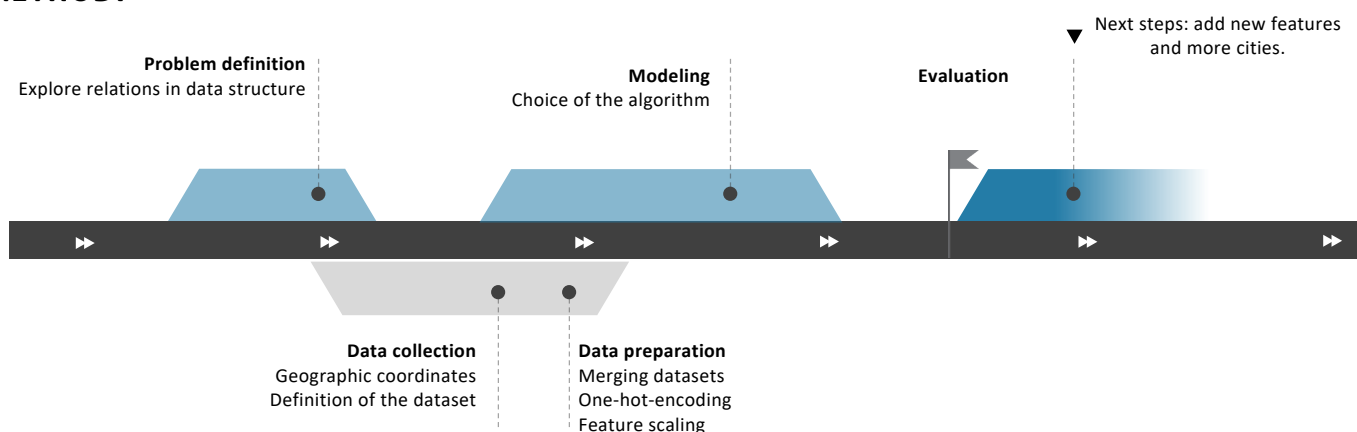 Next steps: add new features
and more cities.
Problem definition
Explore relations in data structure
Modeling
Choice of the algorithm
Evaluation
Data collection
Geographic coordinates
Definition of the dataset
Data preparation
Merging datasets
One-hot-encoding
Feature scaling